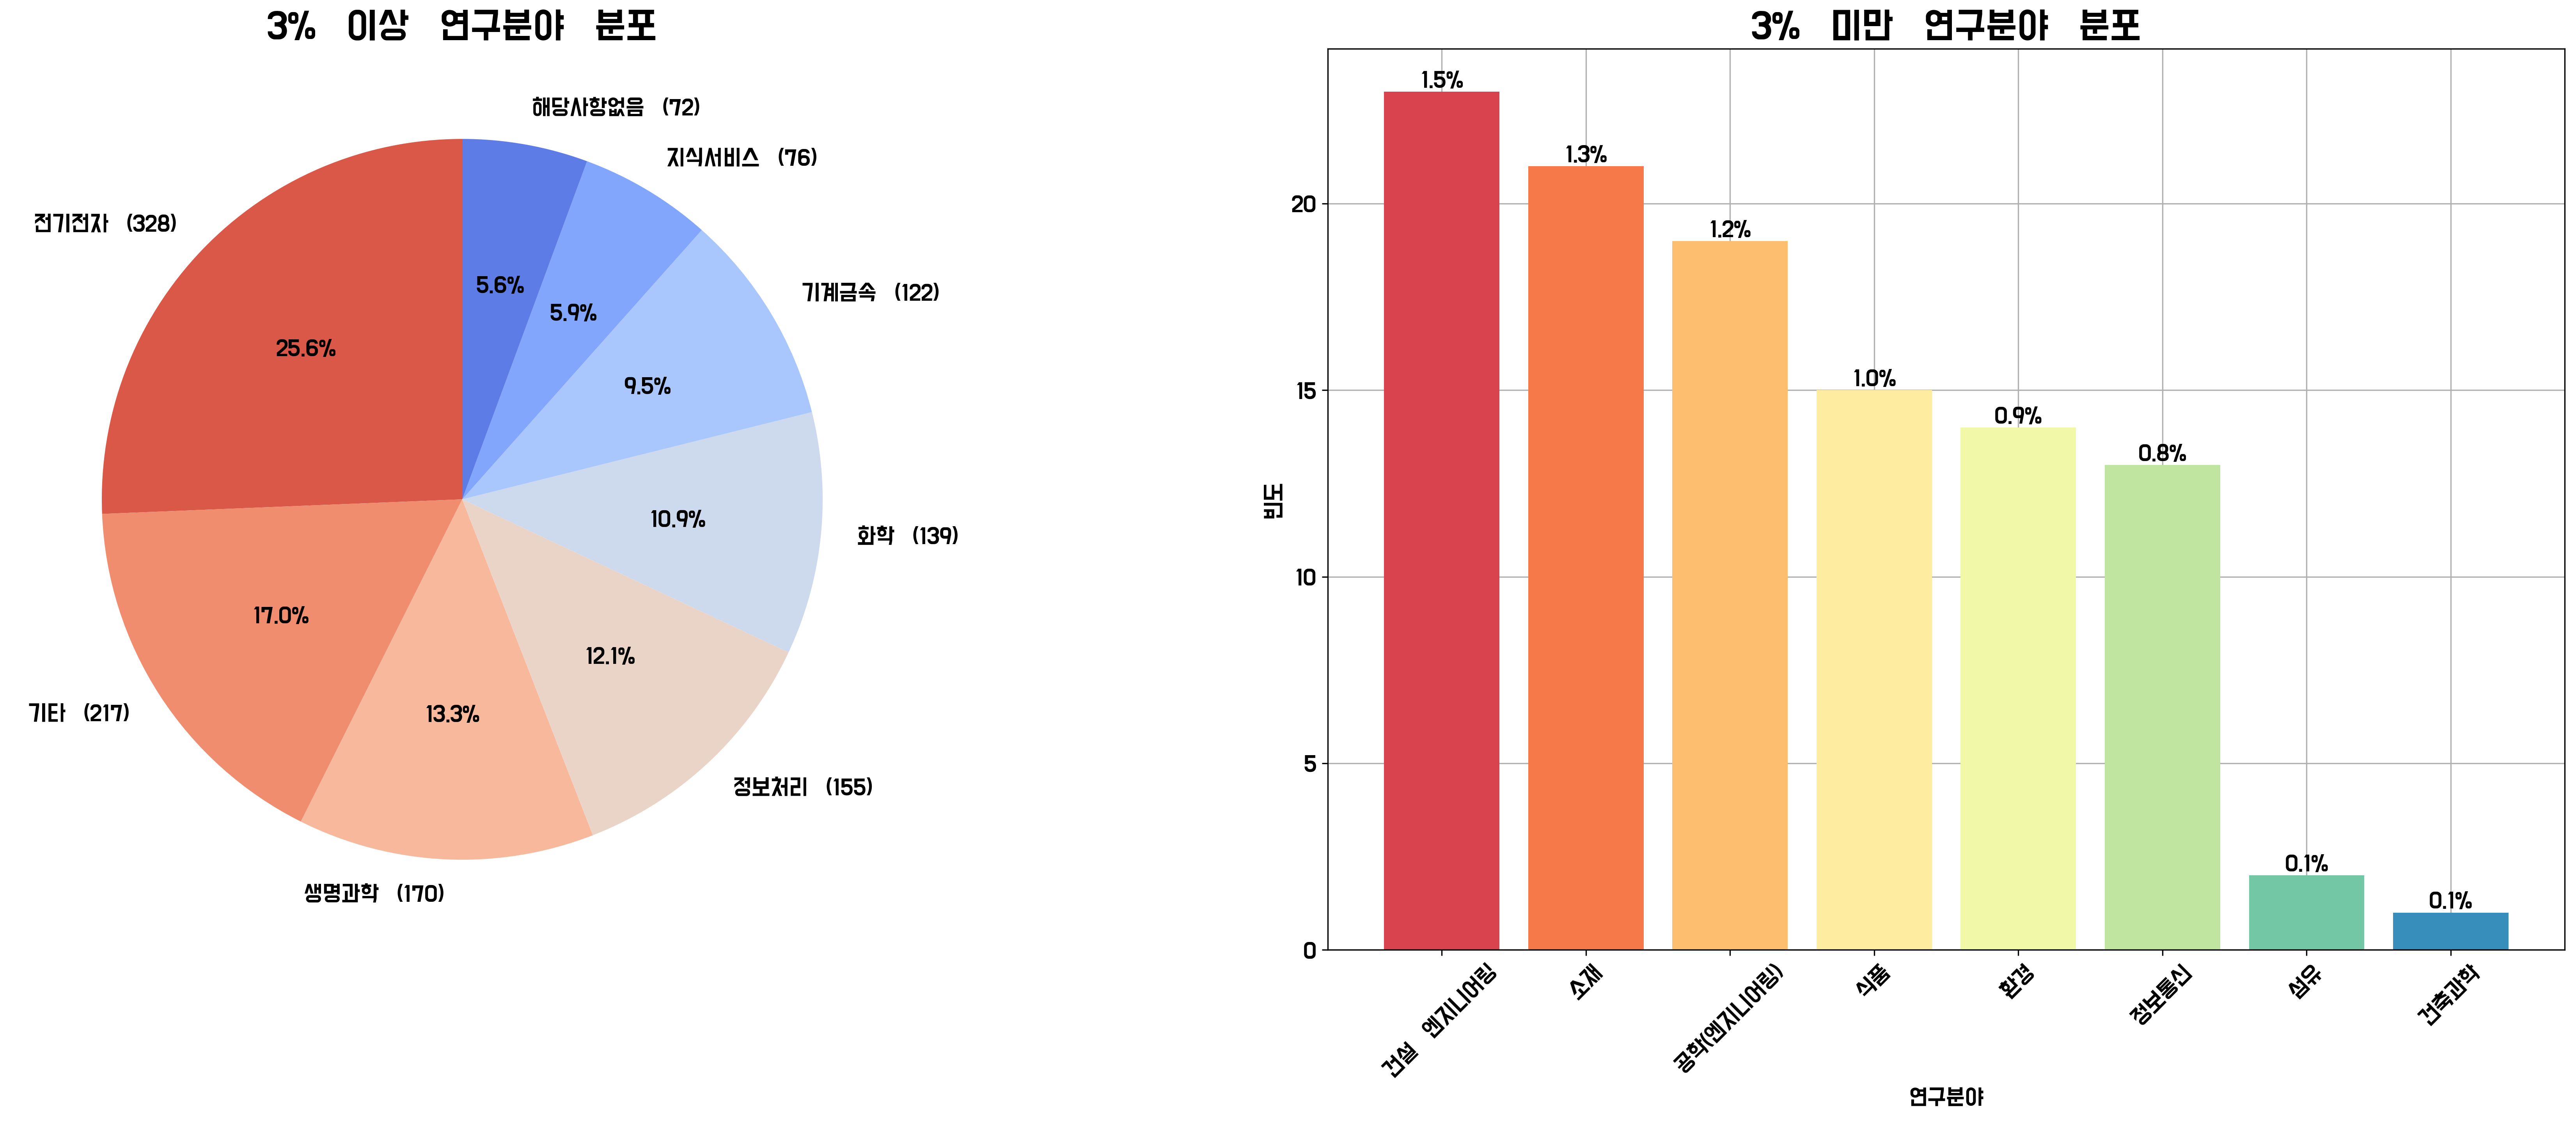 3% 이상 연구분야 분포
해당사항없음 (72)
지식서비스 (76)
전기전자 (328)
기계금속 (122)
5.6%
5.9%
25.6%
9.5%
10.9%
화학 (139)
17.0%
12.1%
기타 (217)
13.3%
정보처리 (155)
생명과학 (170)
3% 미만 연구분야 분포
1.5%
1.3%
1.2%
1.0%
0.9%
0.8%
0.1%
0.1%
20
15
10
5
0
빈도
건설 엔지니어링
소재
공학(엔지니어링)
식품
환경
정보통신
섬유
건축과학
연구분야